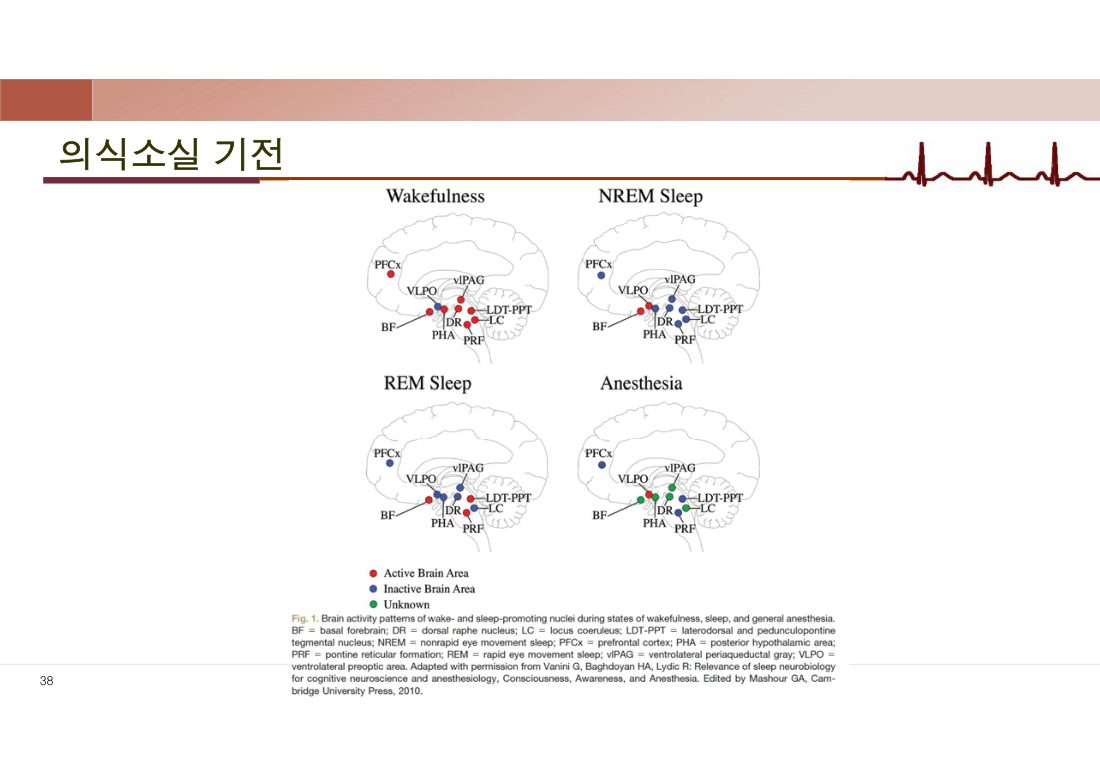 의식소실 기전
Wakefulness
PFCx
vlPAG
VLPO
LDT-PPT
LC
DR
BF
PHA
PRF
NREM Sleep
PFCx
vlPAG
VLPO
LDT-PPT
LC
DR
BF
PHA
PRF
REM Sleep
PFCx
vlPAG
VLPO
LDT-PPT
LC
DR
BF
PHA
PRF
Anesthesia
PFCx
vlPAG
VLPO
LDT-PPT
LC
DR
BF
PHA
PRF
Active Brain Area
Inactive Brain Area
Unknown
Fig. 1. Brain activity patterns of wake- and sleep-promoting nuclei during states of wakefulness, sleep, and general anesthesia.
BF = basal forebrain; DR = dorsal raphe nucleus; LC = locus coeruleus; LDT-PPT = laterodorsal and pedunculopontine
tegmental nucleus; NREM = nonrapid eye movement sleep; PFCx = prefrontal cortex; PHA = posterior hypothalamic area;
PRF = pontine reticular formation; REM = rapid eye movement sleep; vlPAG = ventrolateral periaqueductal gray; VLPO =
ventrolateral preoptic area. Adapted with permission from Vanini G, Baghdoyan HA, Lydic R: Relevance of sleep neurobiology
for cognitive neuroscience and anesthesiology, Consciousness, Awareness, and Anesthesia. Edited by Mashour GA, Cam-
bridge University Press, 2010.
38